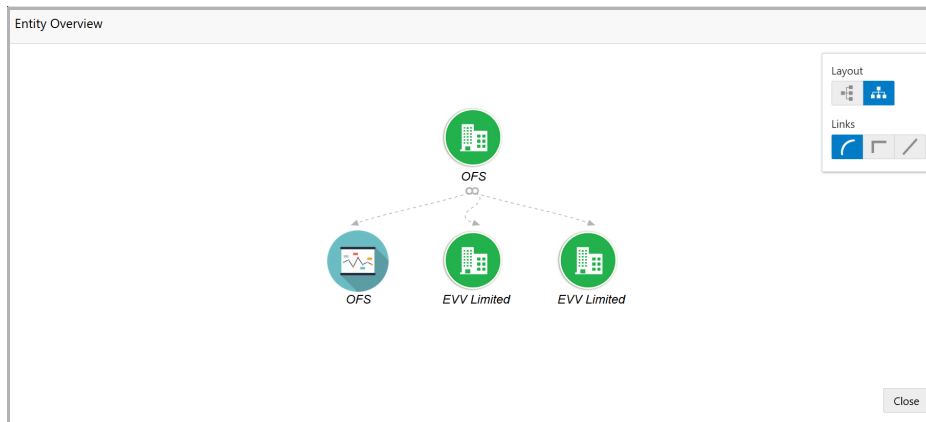 Entity Overview
Layout
Links
OFS
OFS
EVV Limited
EVV Limited
Close